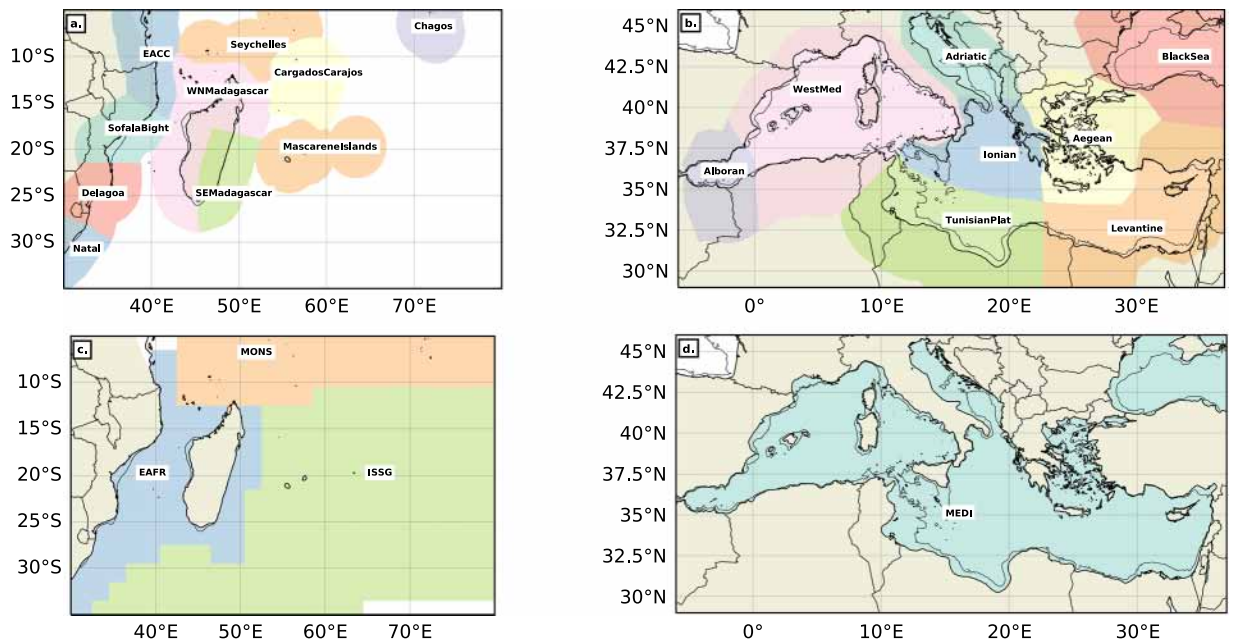 a.
Chagos
EACC
Seychelles
CargadosCarajos
WNMadagascar
SofalaBight
MascareneIslands
Delagoa
SEMadagascar
Natal
10°S
15°S
20°S
25°S
30°S
40°E
50°E
60°E
70°E
b.
Adriatic
BlackSea
WestMed
Aegean
Ionian
Alboran
TunisianPlat
Levantine
45°N
42.5°N
40°N
37.5°N
35°N
32.5°N
30°N
0°
10°E
20°E
30°E
c.
MONS
EAFR
ISSG
10°S
15°S
20°S
25°S
30°S
40°E
50°E
60°E
70°E
d.
MEDI
45°N
42.5°N
40°N
37.5°N
35°N
32.5°N
30°N
0°
10°E
20°E
30°E